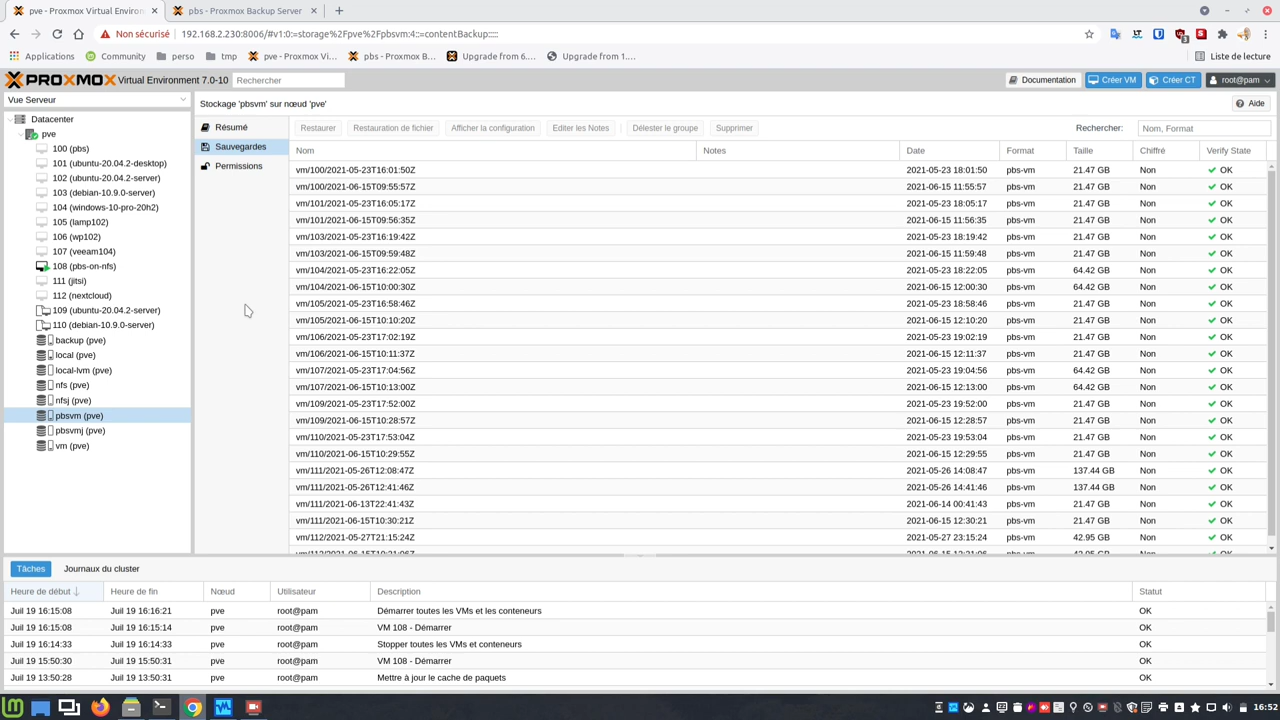 pve - Proxmox Virtual Environ
pbs - Proxmox Backup Server
Non sécurisé
192.168.2.230:8006/#v1:0:=storage%2Fpve%2Fpbsvm:4::=contentBackup:::::
Applications
Community
perso
tmp
pve - Proxmox Vi...
pbs - Proxmox B...
Upgrade from 6....
Upgrade from 1....
Liste de lecture
PROXMOX Virtual Environment 7.0-10
Rechercher
Documentation
Créer VM
Créer CT
root@pam
Vue Serveur
Stockage 'pbsvm' sur nœud 'pve'
Aide
Datacenter
pve
100 (pbs)
101 (ubuntu-20.04.2-desktop)
102 (ubuntu-20.04.2-server)
103 (debian-10.9.0-server)
104 (windows-10-pro-20h2)
105 (lamp102)
106 (wp102)
107 (veeam104)
108 (pbs-on-nfs)
111 (jitsi)
112 (nextcloud)
109 (ubuntu-20.04.2-server)
110 (debian-10.9.0-server)
backup (pve)
local (pve)
local-lvm (pve)
nfs (pve)
nfsj (pve)
pbsvm (pve)
pbsvmj (pve)
vm (pve)
Résumé
Sauvegardes
Permissions
Restaurer
Restauration de fichier
Afficher la configuration
Editer les Notes
Délester le groupe
Supprimer
Rechercher:
Nom, Format
Nom Notes Date Format Taille Chiffré Verify State
vm/100/2021-05-23T16:01:50Z 2021-05-23 18:01:50 pbs-vm 21.47 GB Non OK
vm/100/2021-06-15T09:55:57Z 2021-06-15 11:55:57 pbs-vm 21.47 GB Non OK
vm/101/2021-05-23T16:05:17Z 2021-05-23 18:05:17 pbs-vm 21.47 GB Non OK
vm/101/2021-06-15T09:56:35Z 2021-06-15 11:56:35 pbs-vm 21.47 GB Non OK
vm/103/2021-05-23T16:19:42Z 2021-05-23 18:19:42 pbs-vm 21.47 GB Non OK
vm/103/2021-06-15T09:59:48Z 2021-06-15 11:59:48 pbs-vm 21.47 GB Non OK
vm/104/2021-05-23T16:22:05Z 2021-05-23 18:22:05 pbs-vm 64.42 GB Non OK
vm/104/2021-06-15T10:00:30Z 2021-06-15 12:00:30 pbs-vm 64.42 GB Non OK
vm/105/2021-05-23T16:58:46Z 2021-05-23 18:58:46 pbs-vm 21.47 GB Non OK
vm/105/2021-06-15T10:10:20Z 2021-06-15 12:10:20 pbs-vm 21.47 GB Non OK
vm/106/2021-05-23T17:02:19Z 2021-05-23 19:02:19 pbs-vm 21.47 GB Non OK
vm/106/2021-06-15T10:11:37Z 2021-06-15 12:11:37 pbs-vm 21.47 GB Non OK
vm/107/2021-05-23T17:04:56Z 2021-05-23 19:04:56 pbs-vm 64.42 GB Non OK
vm/107/2021-06-15T10:13:00Z 2021-06-15 12:13:00 pbs-vm 64.42 GB Non OK
vm/109/2021-05-23T17:52:00Z 2021-05-23 19:52:00 pbs-vm 21.47 GB Non OK
vm/109/2021-06-15T10:28:57Z 2021-06-15 12:28:57 pbs-vm 21.47 GB Non OK
vm/110/2021-05-23T17:53:04Z 2021-05-23 19:53:04 pbs-vm 21.47 GB Non OK
vm/110/2021-06-15T10:29:55Z 2021-06-15 12:29:55 pbs-vm 21.47 GB Non OK
vm/111/2021-05-26T12:08:47Z 2021-05-26 14:08:47 pbs-vm 137.44 GB Non OK
vm/111/2021-05-26T12:41:46Z 2021-05-26 14:41:46 pbs-vm 137.44 GB Non OK
vm/111/2021-06-13T22:41:43Z 2021-06-14 00:41:43 pbs-vm 21.47 GB Non OK
vm/111/2021-06-15T10:30:21Z 2021-06-15 12:30:21 pbs-vm 21.47 GB Non OK
vm/112/2021-05-27T21:15:24Z 2021-05-27 23:15:24 pbs-vm 42.95 GB Non OK
Tâches
Journaux du cluster
Heure de début Heure de fin Nœud Utilisateur Description Statut
Juil 19 16:15:08 Juil 19 16:16:21 pve root@pam Démarrer toutes les VMs et les conteneurs OK
Juil 19 16:15:08 Juil 19 16:15:14 pve root@pam VM 108 - Démarrer OK
Juil 19 16:14:33 Juil 19 16:14:33 pve root@pam Stopper toutes les VMs et conteneurs OK
Juil 19 15:50:30 Juil 19 15:50:31 pve root@pam VM 108 - Démarrer OK
Juil 19 13:50:28 Juil 19 13:50:31 pve root@pam Mettre à jour le cache de paquets OK
16:52